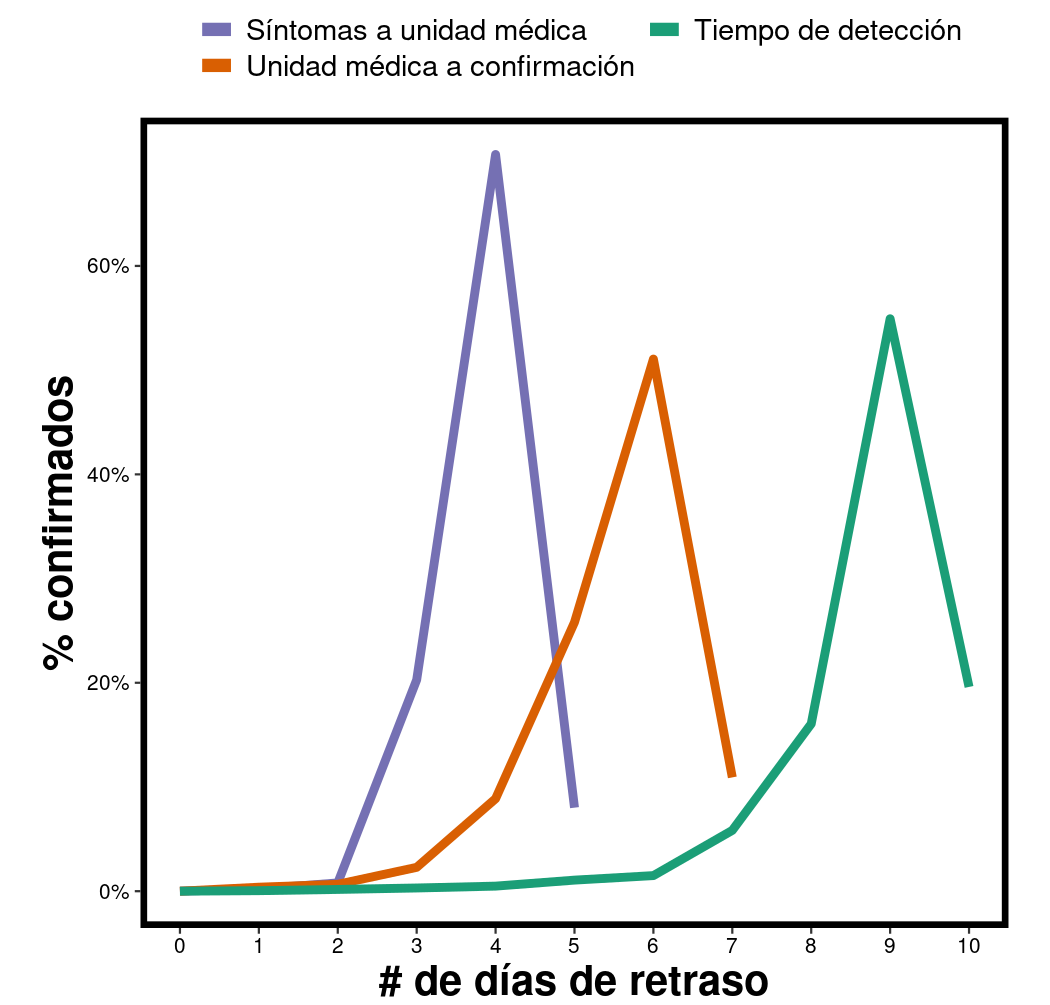 Síntomas a unidad médica
Tiempo de detección
Unidad médica a confirmación
% confirmados
60%
40%
20%
0%
0 1 2 3 4 5 6 7 8 9 10
# de días de retraso